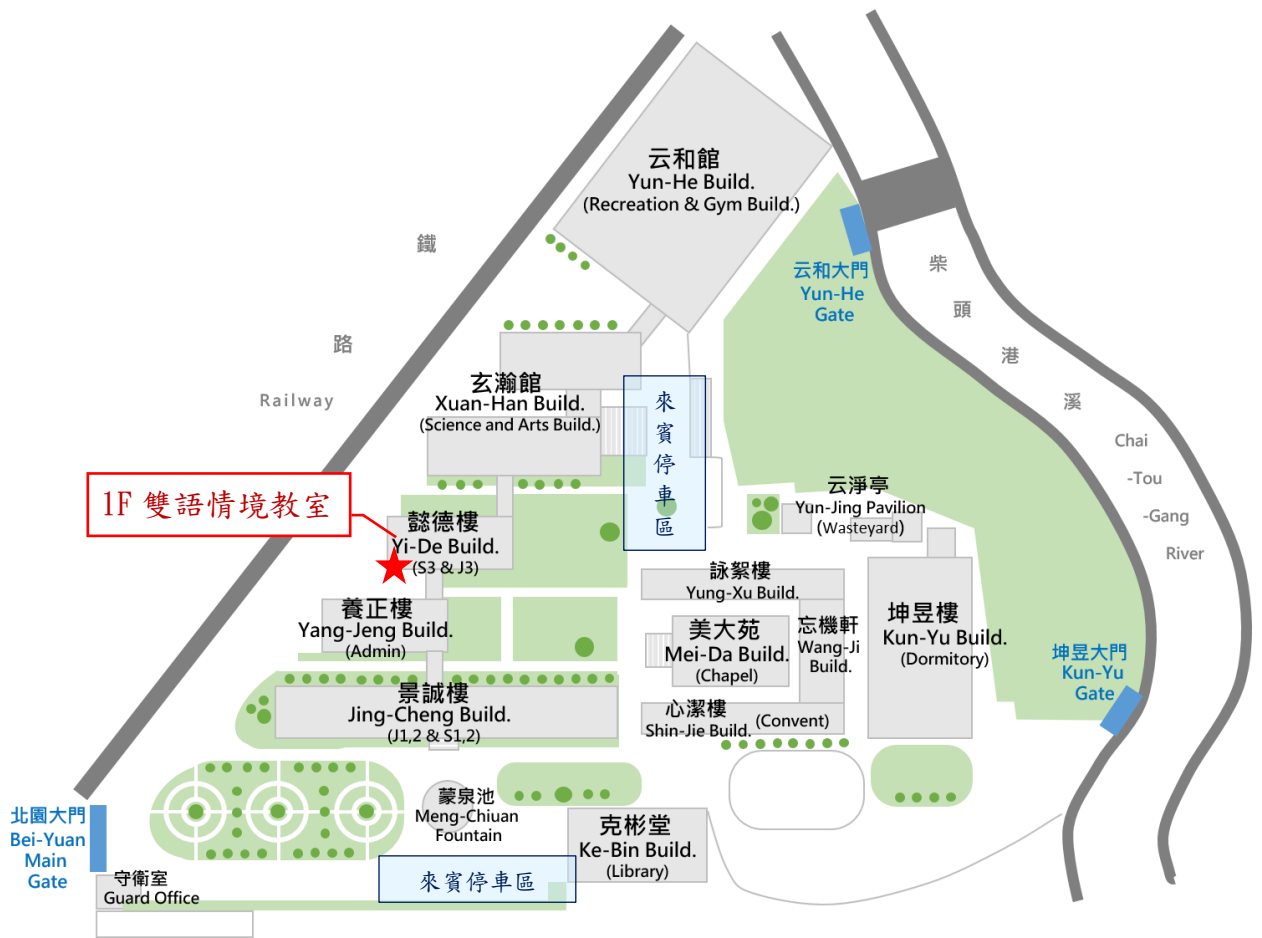 云和館
Yun-He Build.
(Recreation & Gym Build.)
鐵
路
Railway
云和大門
Yun-He
Gate
柴
頭
港
溪
Chai
-Tou
-Gang
River
玄瀚館
Xuan-Han Build.
(Science and Arts Build.)
來
賓
停
車
區
1F 雙語情境教室
懿德樓
Yi-De Build.
(S3 & J3)
云淨亭
Yun-Jing Pavilion
(Wasteyard)
養正樓
Yang-Jeng Build.
(Admin)
詠絮樓
Yung-Xu Build.
美大苑
Mei-Da Build.
(Chapel)
忘機軒
Wang-Ji
Build.
坤昱樓
Kun-Yu Build.
(Dormitory)
坤昱大門
Kun-Yu
Gate
景誠樓
Jing-Cheng Build.
(J1,2 & S1,2)
心潔樓
Shin-Jie Build.
(Convent)
北園大門
Bei-Yuan
Main
Gate
蒙泉池
Meng-Chiuan
Fountain
克彬堂
Ke-Bin Build.
(Library)
守衛室
Guard Office
來賓停車區